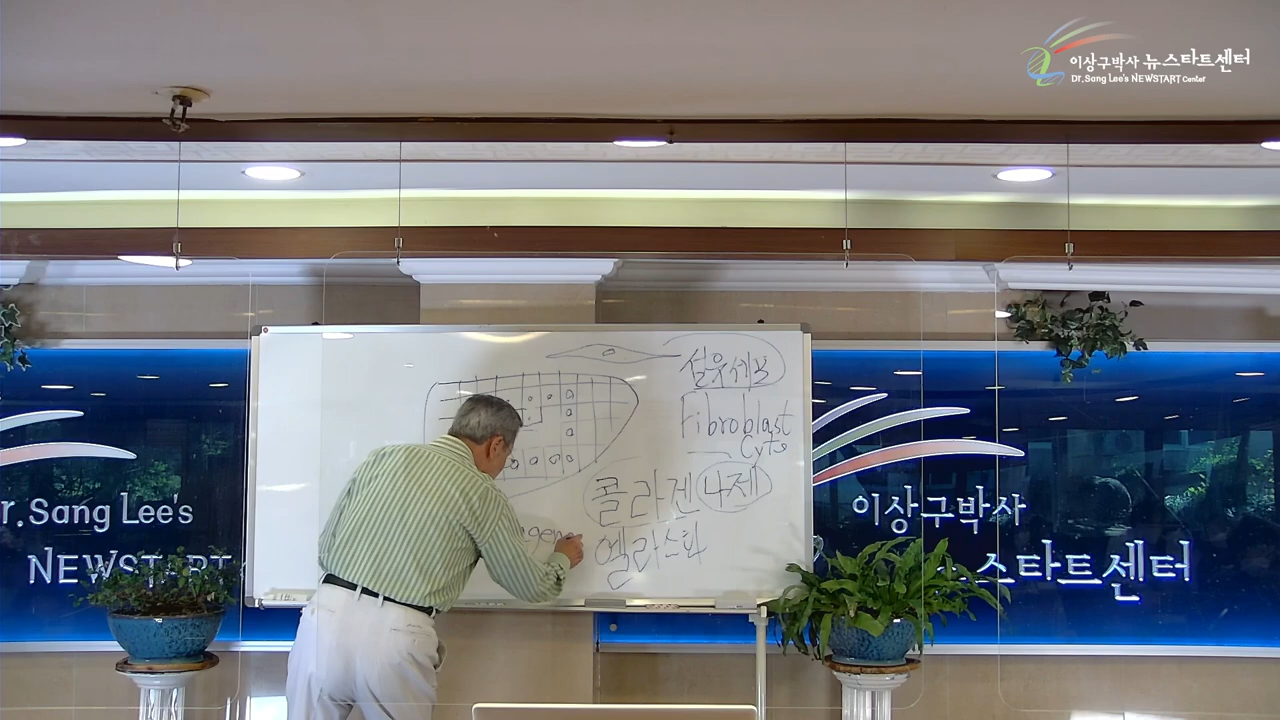 이상구박사 뉴스타트센터
Dr. Sang Lee's NEWSTART Center
섬유세포
Fibroblast
Cyts
콜라겐 나제
엘라스틴
r. Sang Lee's
NEWSTART
이상구박사
스타트센터